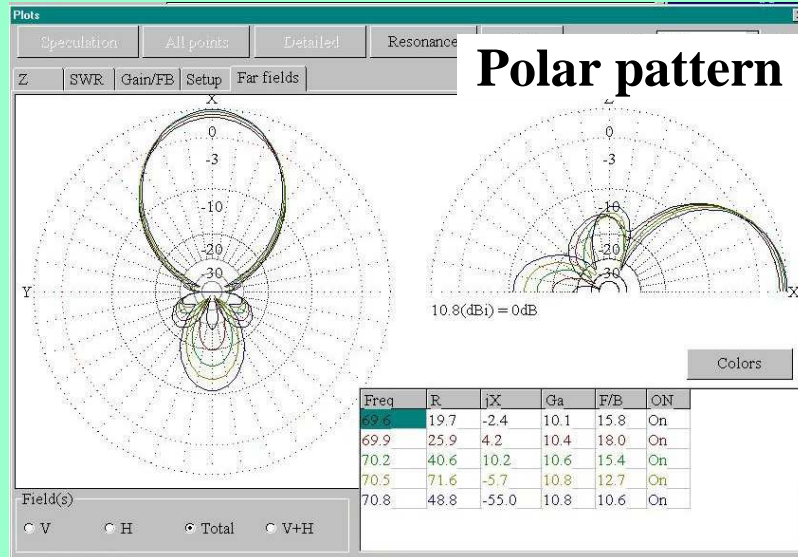 Plots
Speculation All points Detailed Resonance
Polar pattern
Z SWR Gain/FB Setup Far fields
X
0
-3
-10
-20
30
Y
Z
0
-3
-10
-20
-30
X
10.8(dBi) = 0dB
Colors
Freq R jX Ga F/B ON
69.6 19.7 -2.4 10.1 15.8 On
69.9 25.9 4.2 10.4 18.0 On
70.2 40.6 10.2 10.6 15.4 On
70.5 71.6 -5.7 10.8 12.7 On
70.8 48.8 -55.0 10.8 10.6 On
Field(s)
V H Total V+H